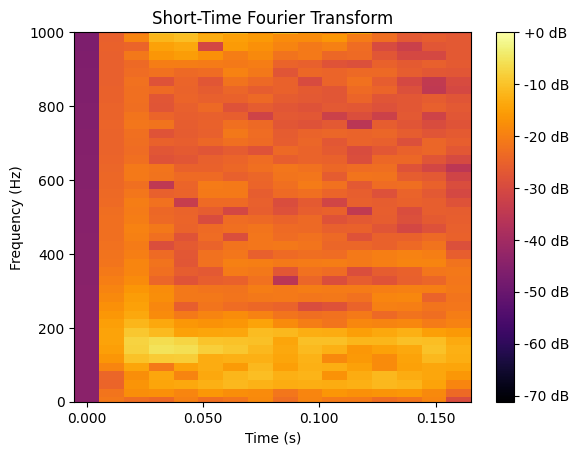 Short-Time Fourier Transform
1000
800
600
400
200
0
Frequency (Hz)
0.000
0.050
0.100
0.150
Time (s)
+0 dB
-10 dB
-20 dB
-30 dB
-40 dB
-50 dB
-60 dB
-70 dB